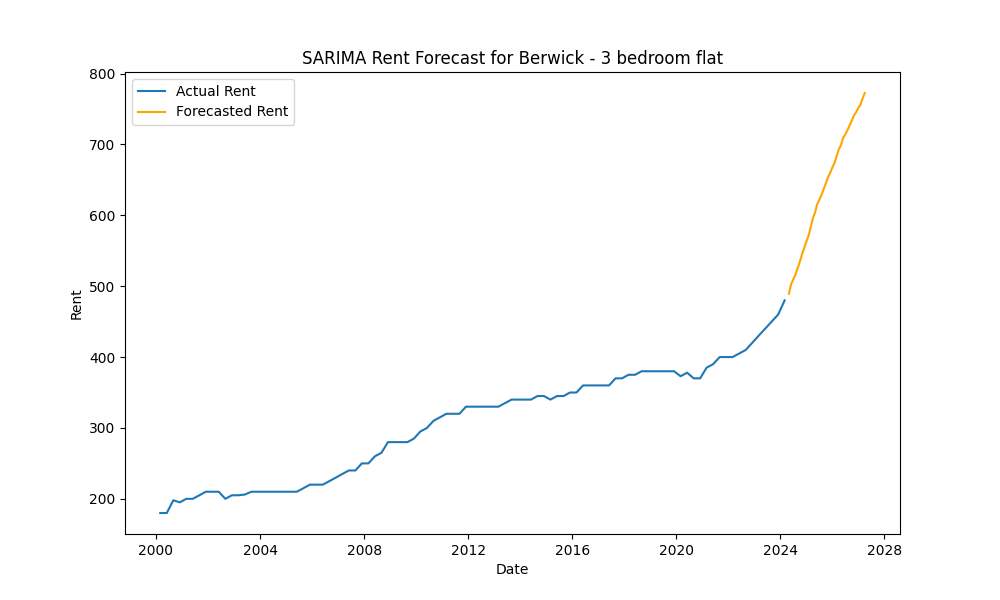 SARIMA Rent Forecast for Berwick - 3 bedroom flat
Actual Rent
Forecasted Rent
800
700
600
500
400
300
200
Rent
2000 2004 2008 2012 2016 2020 2024 2028
Date